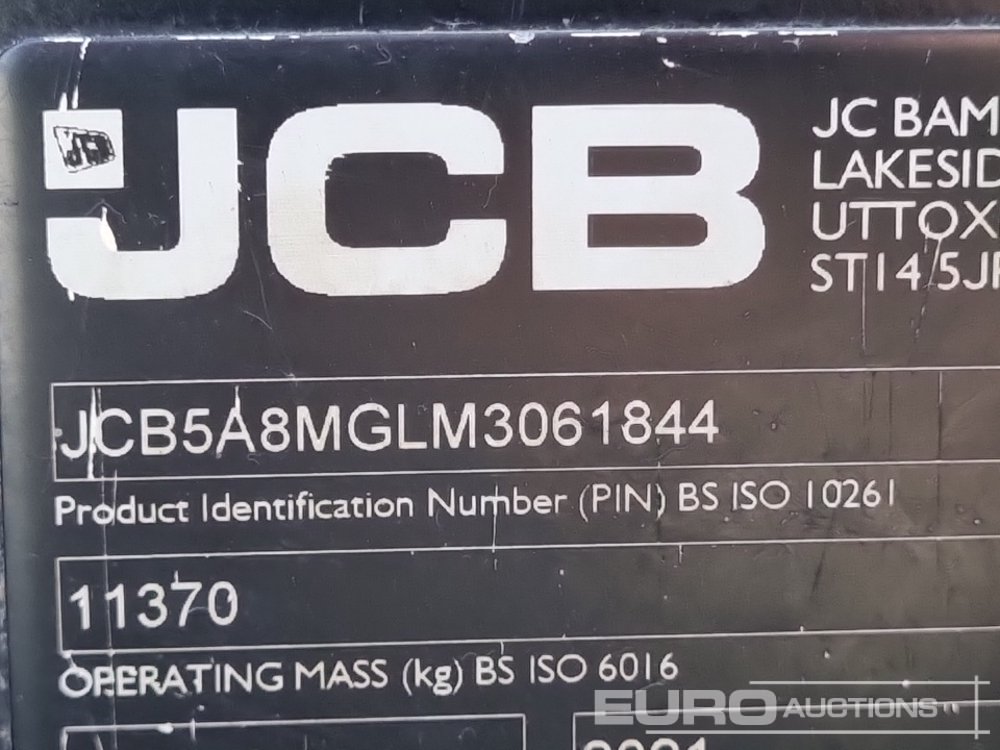 JCB
JC BAM
LAKESID
UTTOX
ST14 5J
JCB5A8MGLM3061844
Product Identification Number (PIN) BS ISO 10261
11370
OPERATING MASS (kg) BS ISO 6016
EURO AUCTIONS